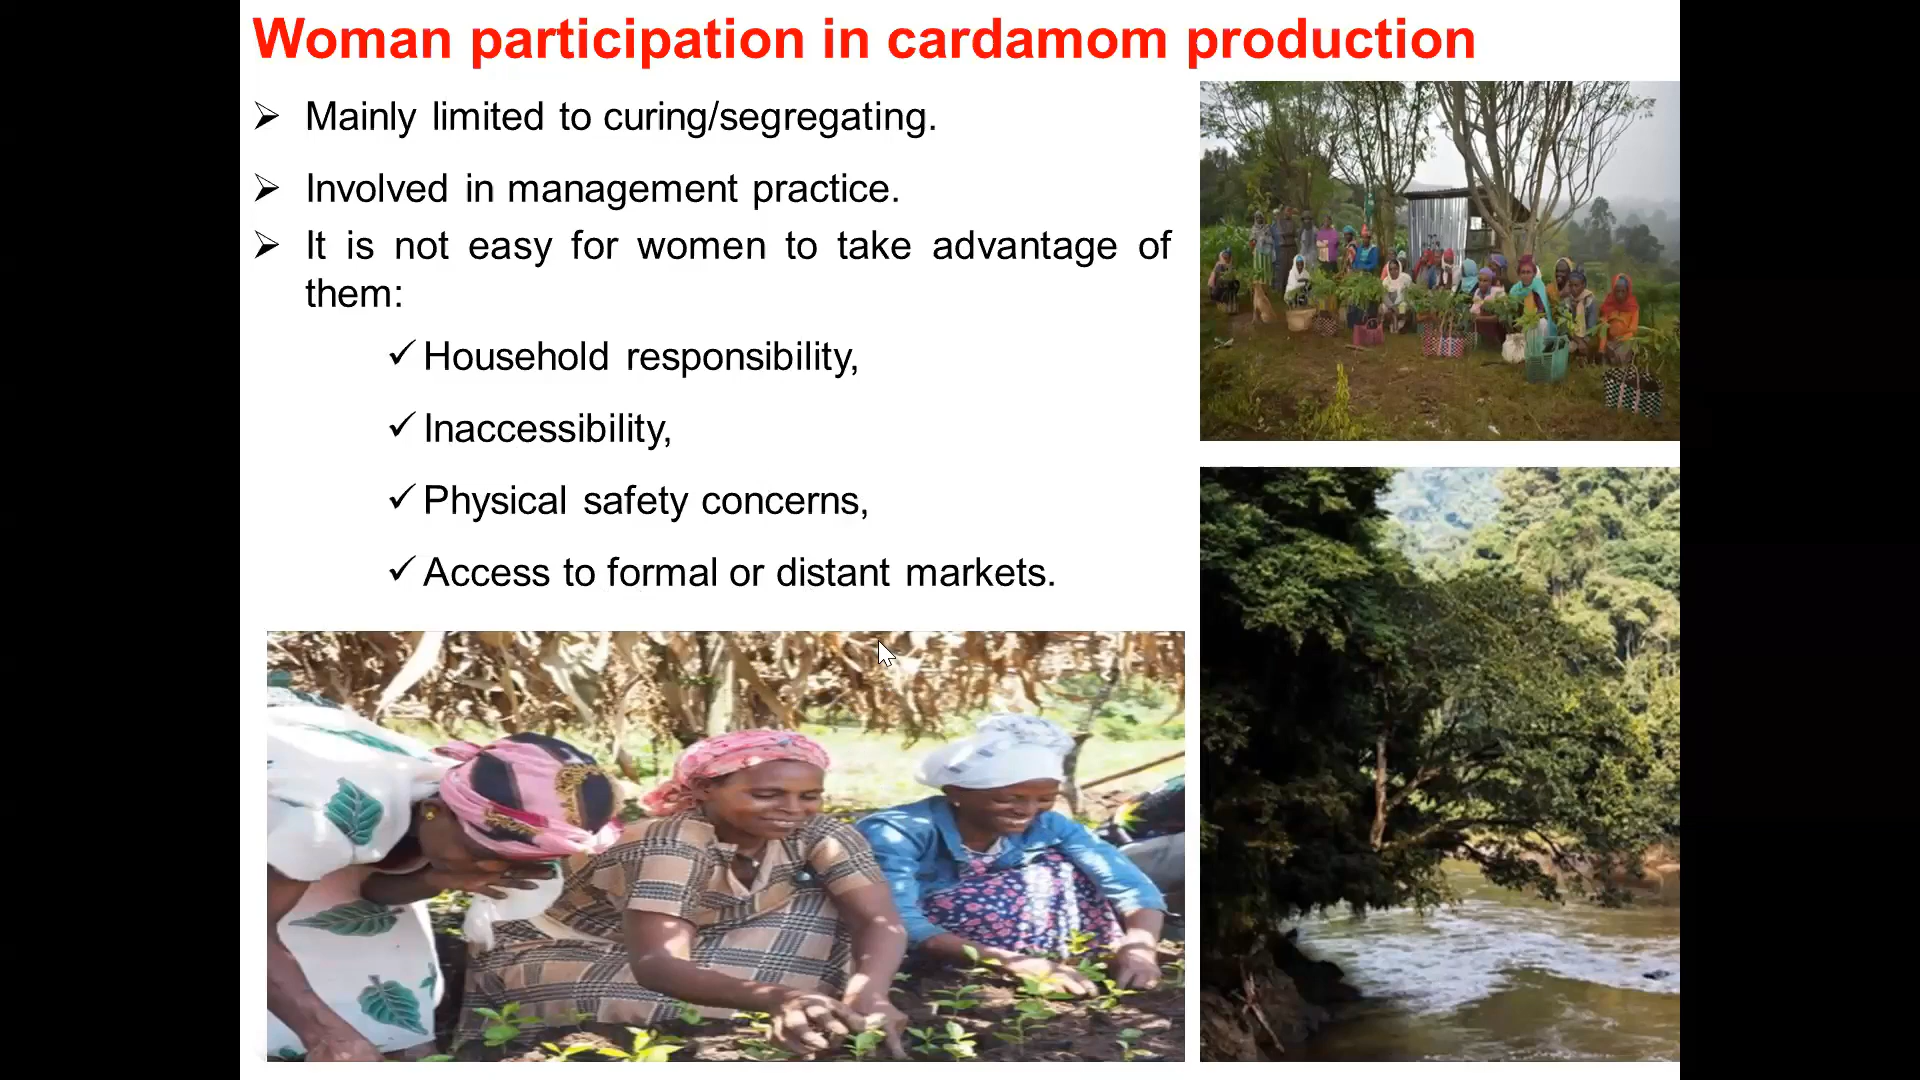 Woman participation in cardamom production
➢ Mainly limited to curing/segregating.
➢ Involved in management practice.
➢ It is not easy for women to take advantage of
them:
✓Household responsibility,
✓Inaccessibility,
✓Physical safety concerns,
✓Access to formal or distant markets.